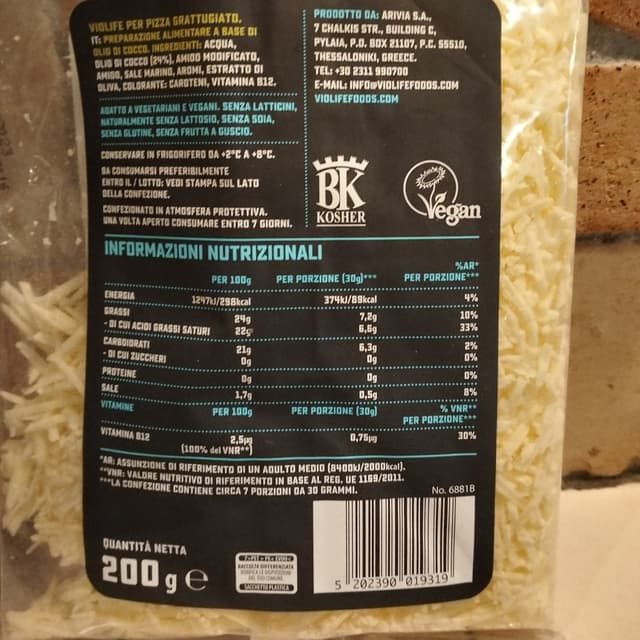 VIOLIFE PER PIZZA GRATTUGIATO.
IT: PREPARAZIONE ALIMENTARE A BASE DI
OLIO DI COCCO. INGREDIENTI: ACQUA,
OLIO DI COCCO (24%), AMIDO MODIFICATO,
AMIDO, SALE MARINO, AROMI, ESTRATTO DI
OLIVA, COLORANTE: CAROTENI, VITAMINA B12.
ADATTO A VEGETARIANI E VEGANI. SENZA LATTICINI,
NATURALMENTE SENZA LATTOSIO, SENZA SOIA,
SENZA GLUTINE, SENZA FRUTTA A GUSCIO.
CONSERVARE IN FRIGORIFERO DA +2°C A +8°C.
DA CONSUMARSI PREFERIBILMENTE
ENTRO IL / LOTTO: VEDI STAMPA SUL LATO
DELLA CONFEZIONE.
CONFEZIONATO IN ATMOSFERA PROTETTIVA.
UNA VOLTA APERTO CONSUMARE ENTRO 7 GIORNI.
PRODOTTO DA: ARIVIA S.A.,
7 CHALKIS STR., BUILDING C,
PYLAIA, P.O. BOX 21107, P.C. 55510,
THESSALONIKI, GREECE.
TEL: +30 2311 990700
E-MAIL: INFO@VIOLIFEFOODS.COM
VIOLIFEFOODS.COM
BK
KOSHER
Vegan
INFORMAZIONI NUTRIZIONALI
PER 100g PER PORZIONE (30g)*** %AR* PER PORZIONE***
ENERGIA 1247kJ/298kcal 374kJ/89kcal 4%
GRASSI 24g 7,2g 10%
- DI CUI ACIDI GRASSI SATURI 22g 6,6g 33%
CARBOIDRATI 21g 6,3g 2%
- DI CUI ZUCCHERI 0g 0g 0%
PROTEINE 0g 0g 0%
SALE 1,7g 0,5g 8%
VITAMINE PER 100g PER PORZIONE (30g) % VNR** PER PORZIONE***
VITAMINA B12 2,5µg 0,75µg 30%
(100% del VNR**)
*AR: ASSUNZIONE DI RIFERIMENTO DI UN ADULTO MEDIO (8400kJ/2000kcal).
**VNR: VALORE NUTRITIVO DI RIFERIMENTO IN BASE AL REG. UE 1169/2011.
***LA CONFEZIONE CONTIENE CIRCA 7 PORZIONI DA 30 GRAMMI.
No. 6881B
QUANTITÀ NETTA
200 g e
RACCOLTA DIFFERENZIATA
VERIFICA LE DISPOSIZIONI
DEL TUO COMUNE
SACCHETTO PLASTICA
5 202390 019319